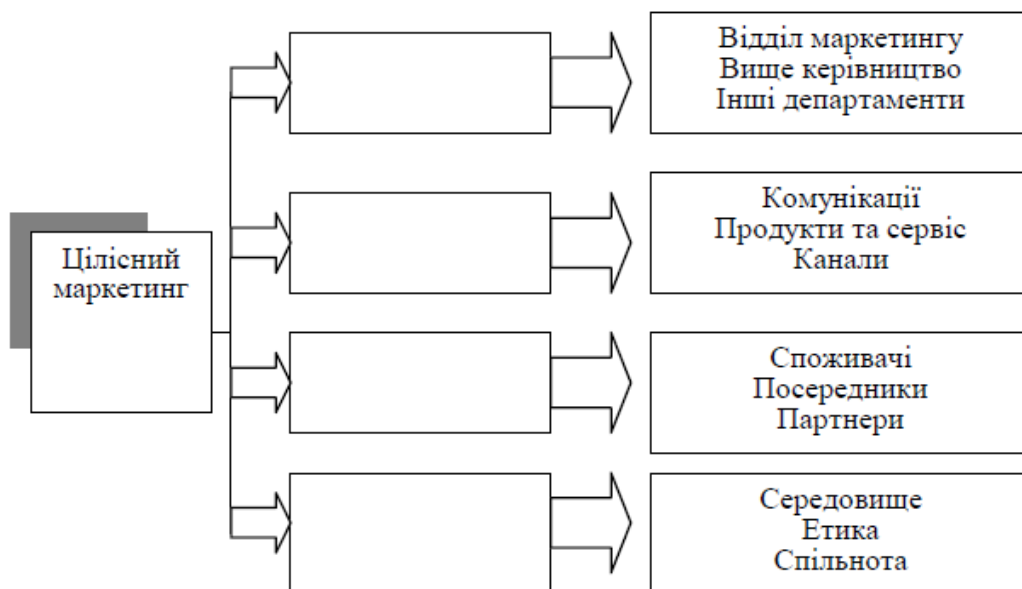 Відділ маркетингу
Вище керівництво
Інші департаменти
Комунікації
Продукти та сервіс
Канали
Цілісний
маркетинг
Споживачі
Посередники
Партнери
Середовище
Етика
Спільнота